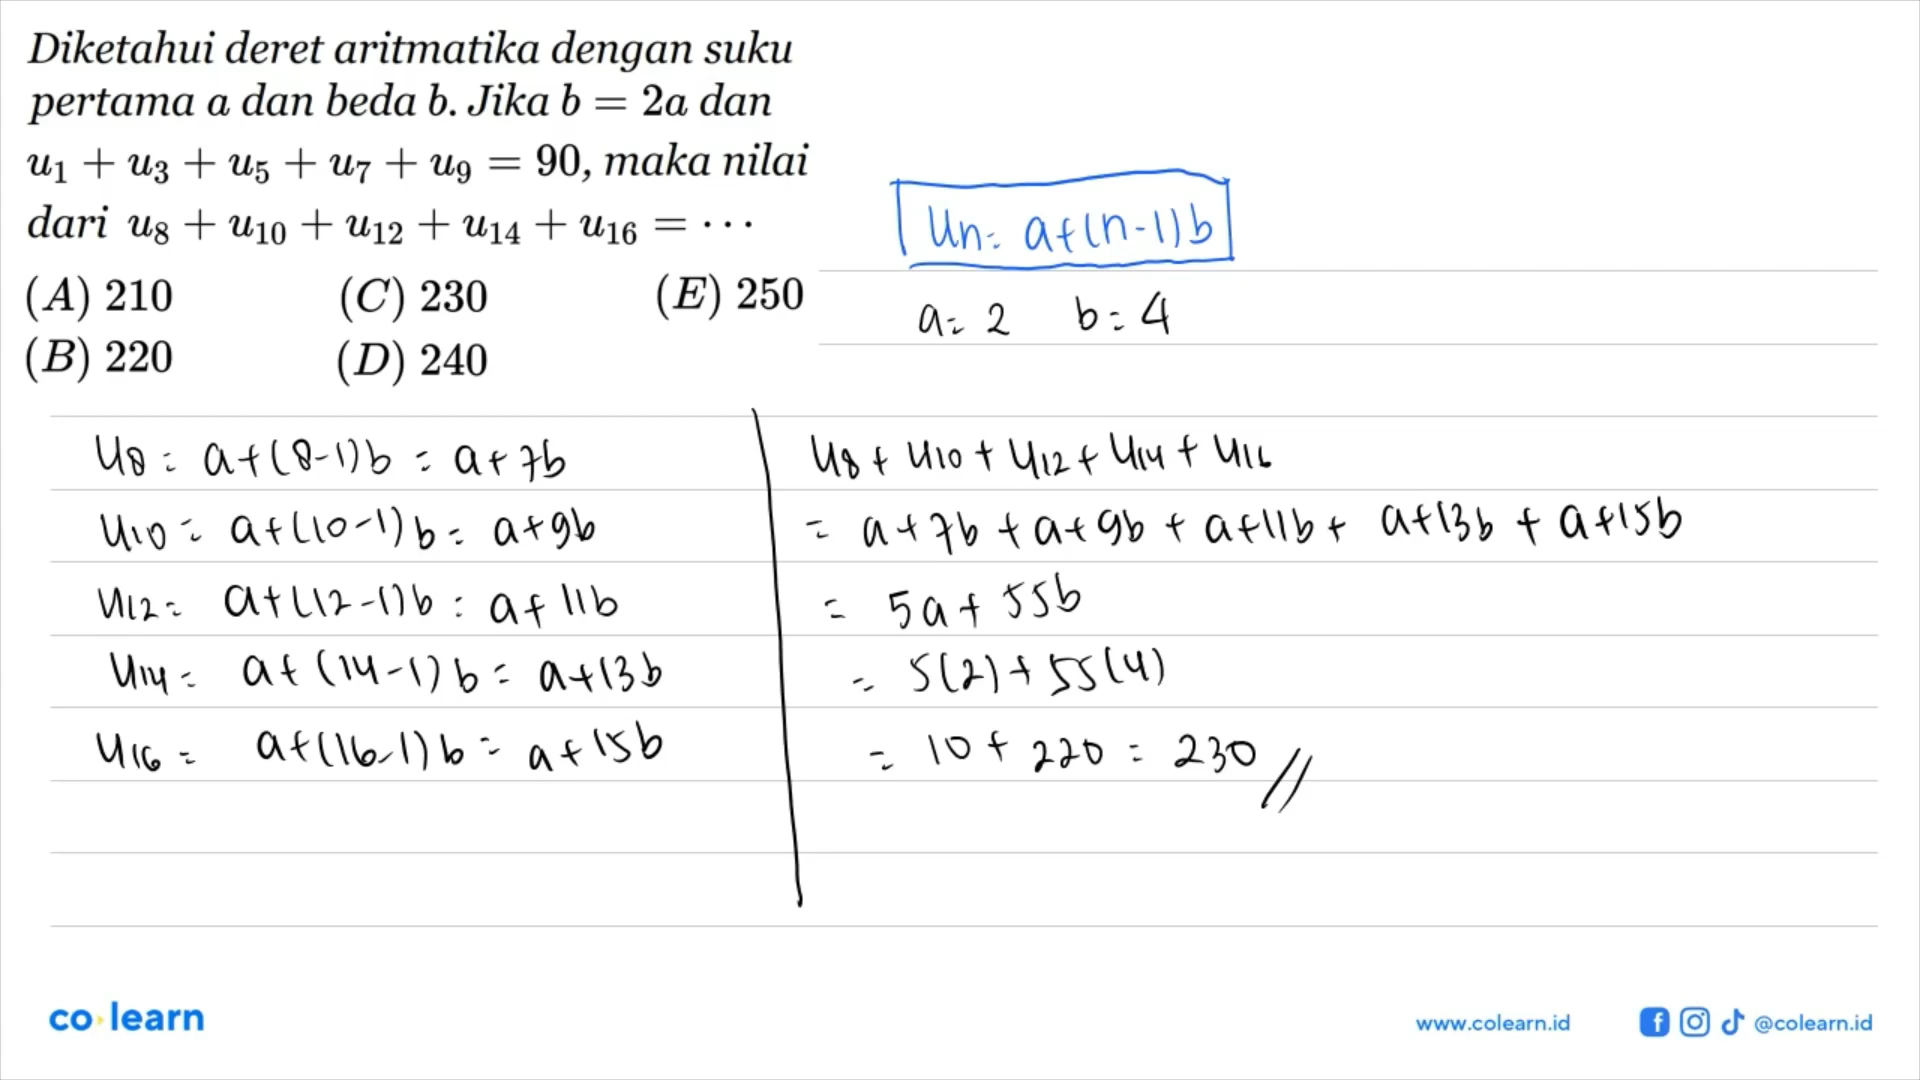 Diketahui deret aritmatika dengan suku
pertama a dan beda b. Jika b = 2a dan
u₁ + u₃ + u₅ + u₇ + u₉ = 90, maka nilai
dari u₈ + u₁₀ + u₁₂ + u₁₄ + u₁₆ = ⋯
(A) 210 (C) 230 (E) 250
(B) 220 (D) 240
Un = a+(n-1)b
a = 2 b = 4
U8 = a+(8-1)b = a+7b
U10 = a+(10-1)b = a+9b
U12 = a+(12-1)b = a+11b
U14 = a+(14-1)b = a+13b
U16 = a+(16-1)b = a+15b
U8 + U10 + U12 + U14 + U16
= a+7b + a+9b + a+11b + a+13b + a+15b
= 5a + 55b
= 5(2) + 55(4)
= 10 + 220 = 230 //
co learn
www.colearn.id @colearn.id